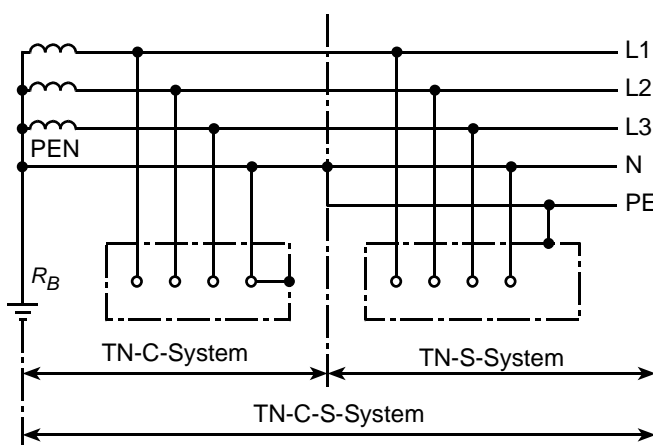 L1
L2
L3
PEN
N
PE
R_B
TN-C-System
TN-S-System
TN-C-S-System